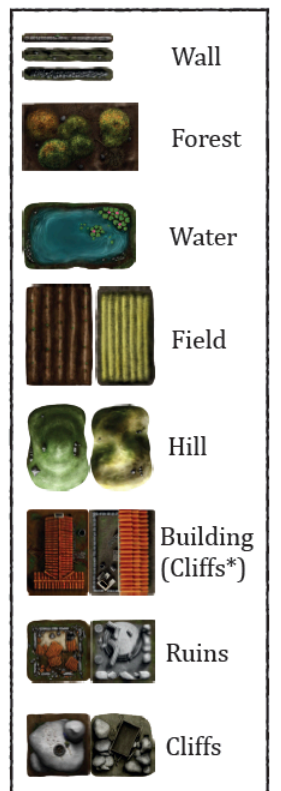 Wall
Forest
Water
Field
Hill
Building
(Cliffs*)
Ruins
Cliffs